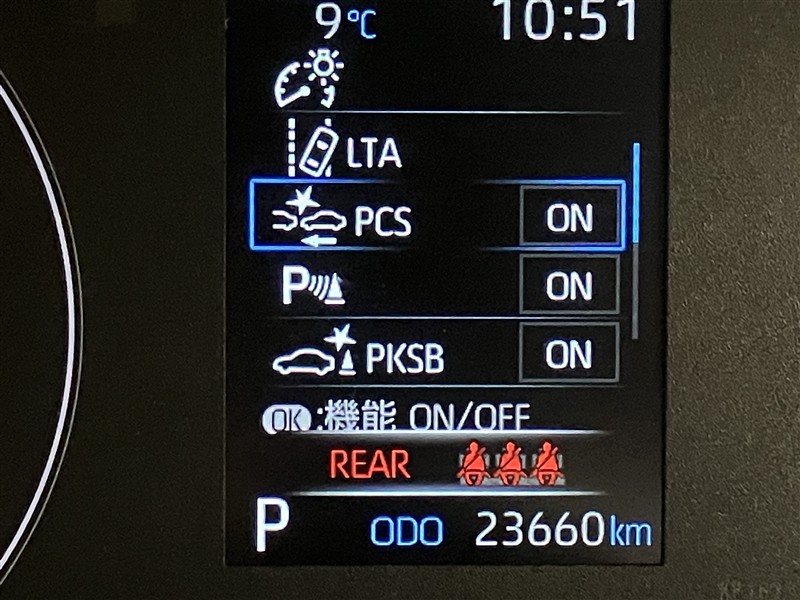 9℃ 10:51
LTA
PCS ON
P ON
PKSB ON
OK:機能 ON/OFF
REAR
P ODO 23660km